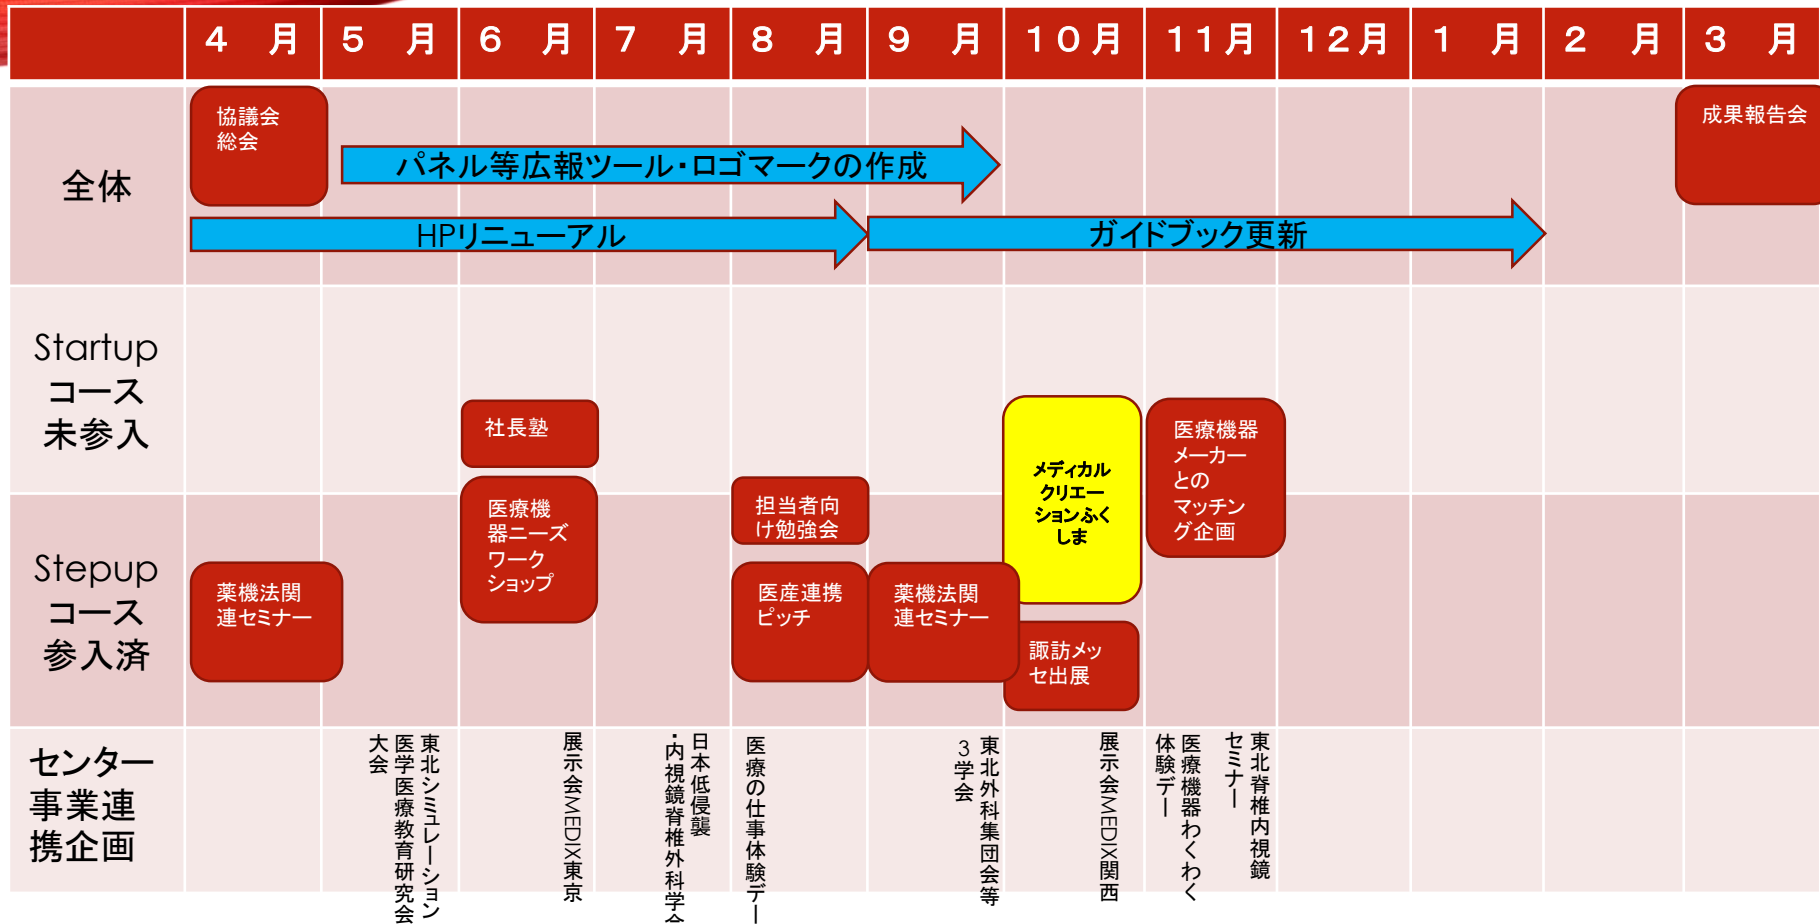 ４　月 ５　月 ６　月 ７　月 ８　月 ９　月 １０月 １１月 １２月 １　月 ２　月 ３　月
全体
協議会
総会
パネル等広報ツール・ロゴマークの作成
HPリニューアル
ガイドブック更新
成果報告会
Startup
コース
未参入
社長塾
医療機
器ニーズ
ワーク
ショップ
担当者向
け勉強会
メディカル
クリエー
ションふく
しま
医療機器
メーカー
との
マッチン
グ企画
Stepup
コース
参入済
薬機法関
連セミナー
医産連携
ピッチ
薬機法関
連セミナー
諏訪メッ
セ出展
センター
事業連
携企画
東北シミュレーション
医学医療教育研究会
大会
展示会MEDIX東京
日本低侵襲
・内視鏡脊椎外科学会
医療の仕事体験デー
東北外科集団会等
３学会
展示会MEDIX関西
医療機器わくわく
体験デー
東北脊椎内視鏡
セミナー